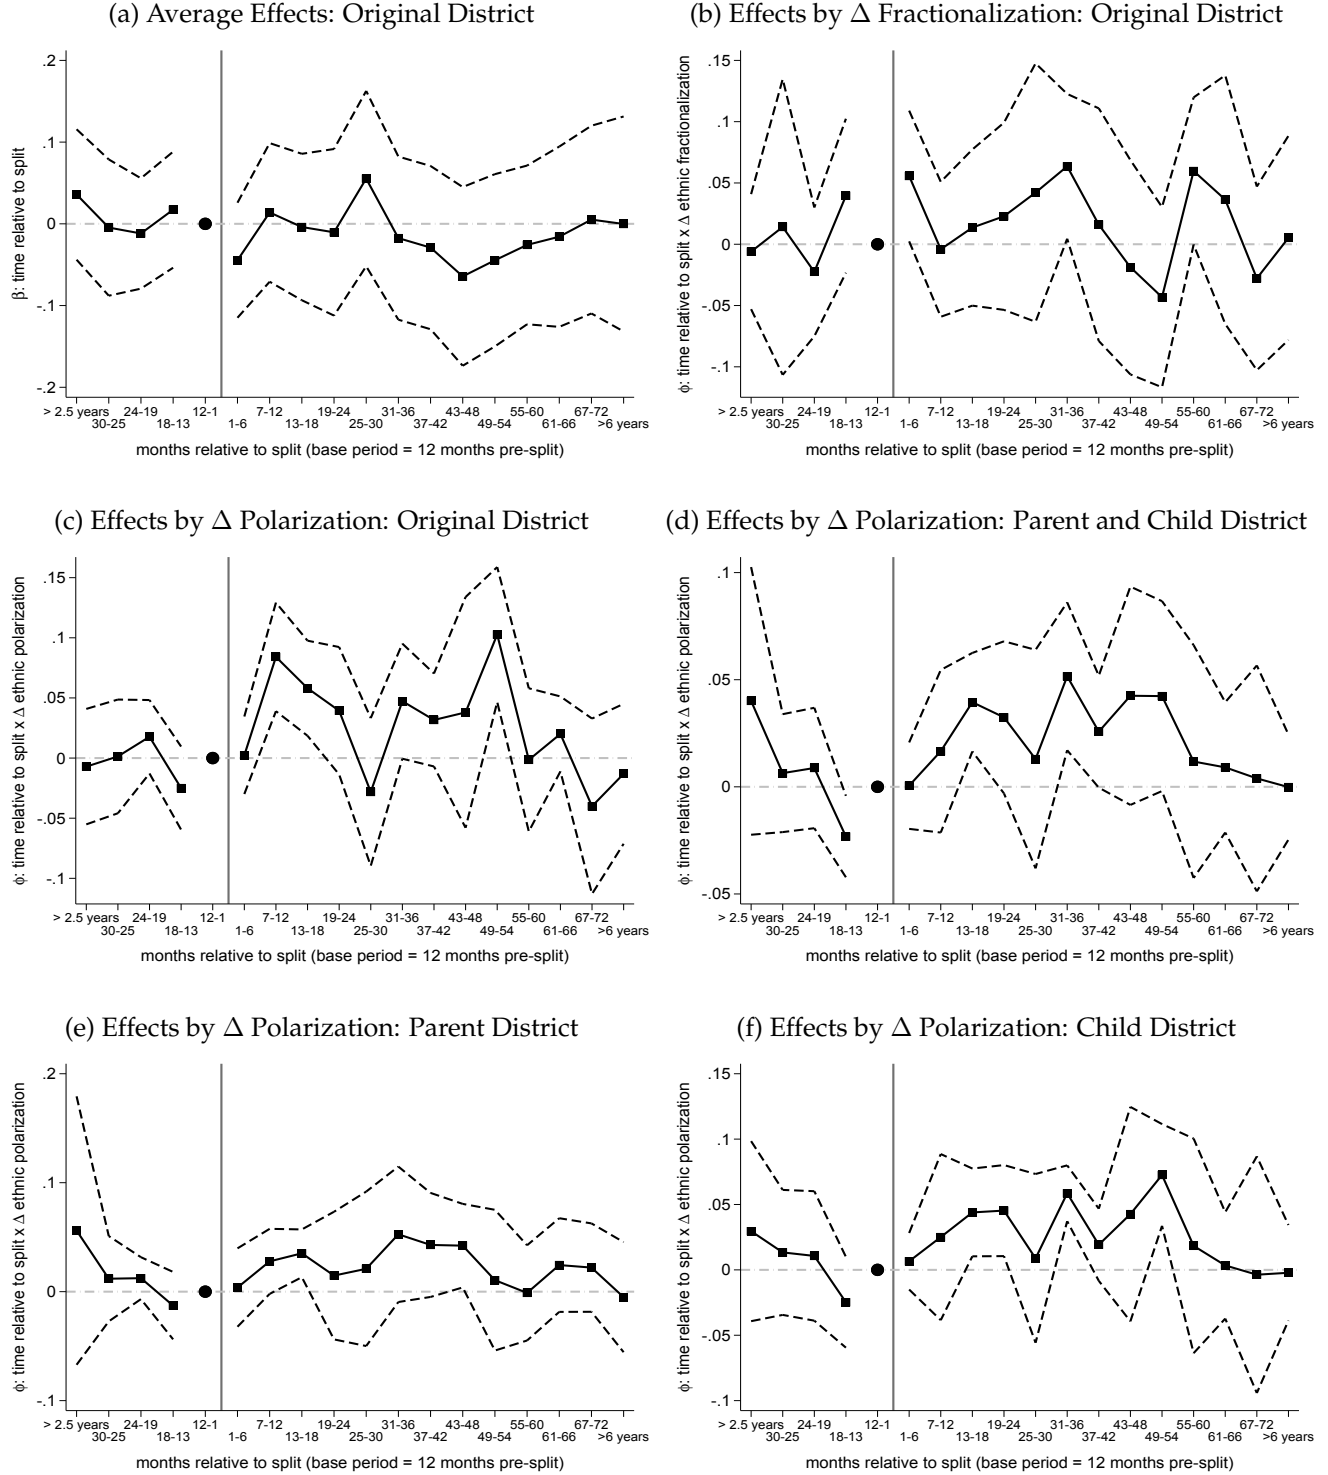 (a) Average Effects: Original District
β: time relative to split
.2
.1
0
-.1
-.2
> 2.5 years 24-19 12-1 7-12 19-24 31-36 43-48 55-60 67-72
30-25 18-13 1-6 13-18 25-30 37-42 49-54 61-66 >6 years
months relative to split (base period = 12 months pre-split)
(b) Effects by Δ Fractionalization: Original District
ϕ: time relative to split x Δ ethnic fractionalization
.15
.1
.05
0
-.05
-.1
> 2.5 years 24-19 12-1 7-12 19-24 31-36 43-48 55-60 67-72
30-25 18-13 1-6 13-18 25-30 37-42 49-54 61-66 >6 years
months relative to split (base period = 12 months pre-split)
(c) Effects by Δ Polarization: Original District
ϕ: time relative to split x Δ ethnic polarization
.15
.1
.05
0
-.05
-.1
> 2.5 years 24-19 12-1 7-12 19-24 31-36 43-48 55-60 67-72
30-25 18-13 1-6 13-18 25-30 37-42 49-54 61-66 >6 years
months relative to split (base period = 12 months pre-split)
(d) Effects by Δ Polarization: Parent and Child District
ϕ: time relative to split x Δ ethnic polarization
.1
.05
0
-.05
> 2.5 years 24-19 12-1 7-12 19-24 31-36 43-48 55-60 67-72
30-25 18-13 1-6 13-18 25-30 37-42 49-54 61-66 >6 years
months relative to split (base period = 12 months pre-split)
(e) Effects by Δ Polarization: Parent District
ϕ: time relative to split x Δ ethnic polarization
.2
.1
0
-.1
> 2.5 years 24-19 12-1 7-12 19-24 31-36 43-48 55-60 67-72
30-25 18-13 1-6 13-18 25-30 37-42 49-54 61-66 >6 years
months relative to split (base period = 12 months pre-split)
(f) Effects by Δ Polarization: Child District
ϕ: time relative to split x Δ ethnic polarization
.15
.1
.05
0
-.05
-.1
> 2.5 years 24-19 12-1 7-12 19-24 31-36 43-48 55-60 67-72
30-25 18-13 1-6 13-18 25-30 37-42 49-54 61-66 >6 years
months relative to split (base period = 12 months pre-split)